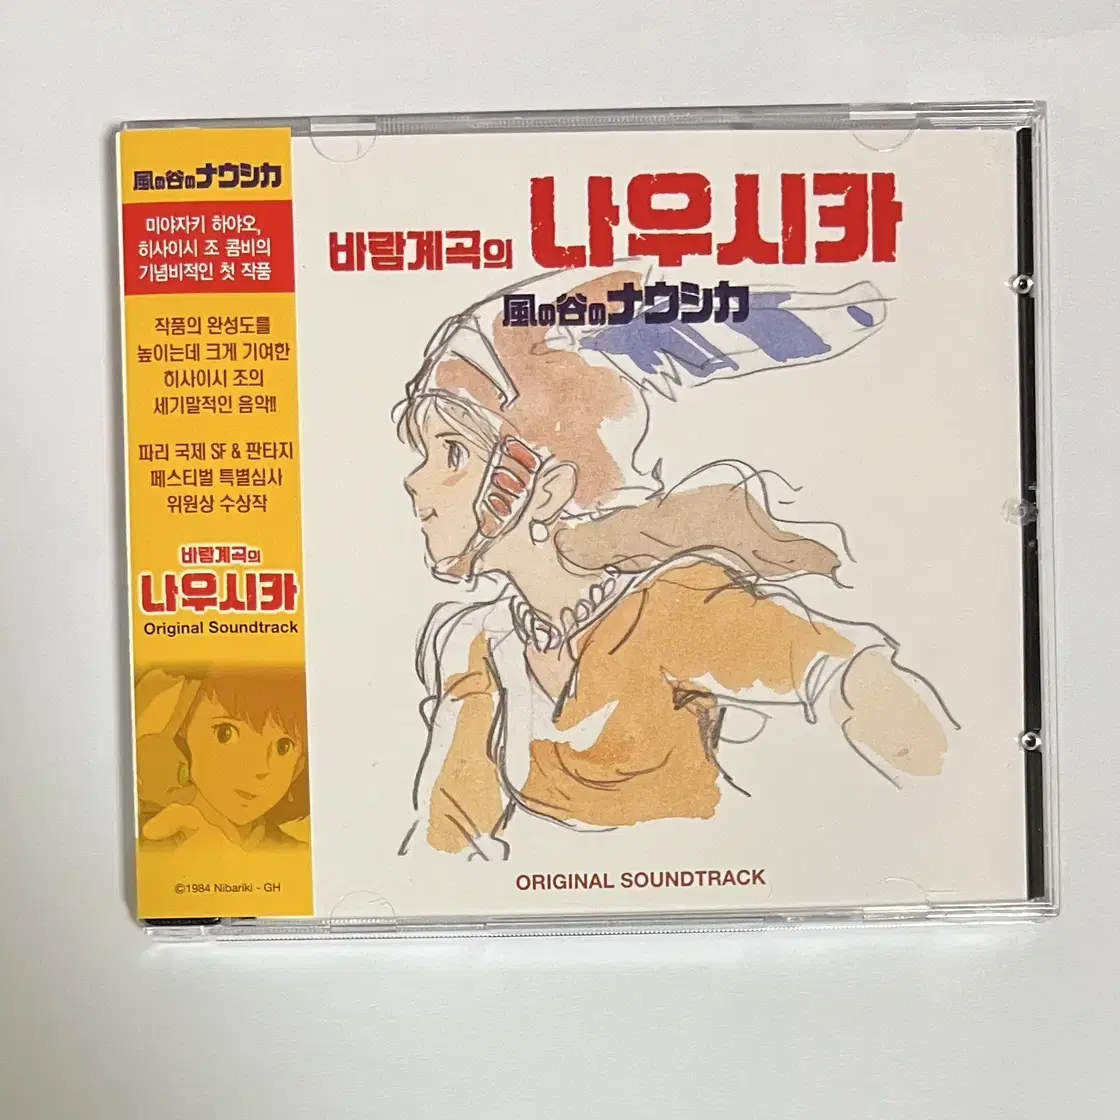 風の谷のナウシカ
미야자키 하야오,
히사이시 조 콤비의
기념비적인 첫 작품
작품의 완성도를
높이는데 크게 기여한
히사이시 조의
세기말적인 음악!!
파리 국제 SF & 판타지
페스티벌 특별심사
위원상 수상작
바람계곡의
나우시카
Original Soundtrack
©1984 Nibariki - GH
바람계곡의 나우시카
風の谷のナウシカ
ORIGINAL SOUNDTRACK